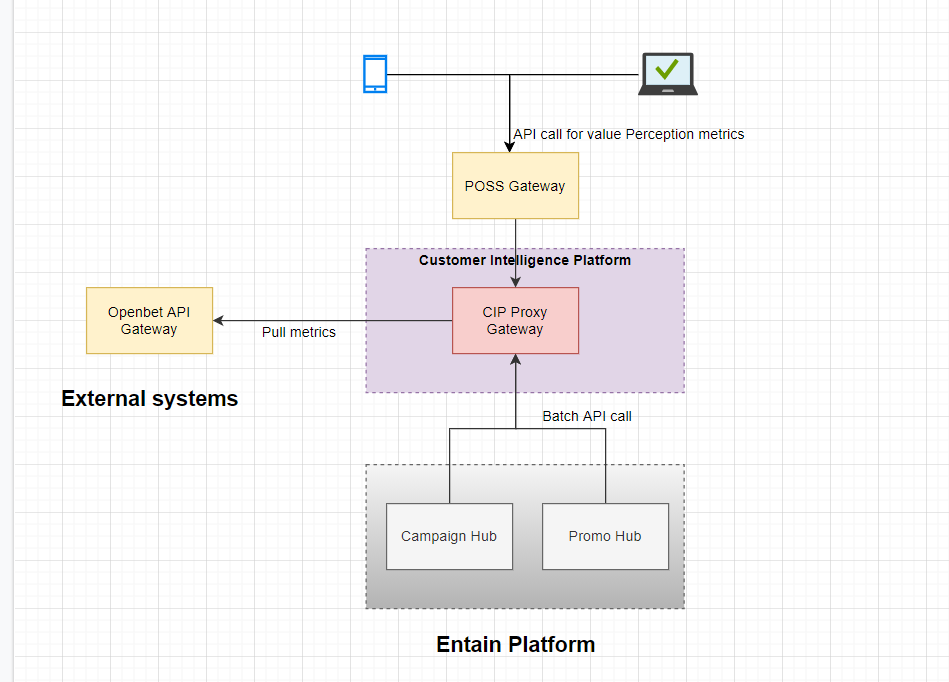 API call for value Perception metrics
POSS Gateway
Customer Intelligence Platform
CIP Proxy
Gateway
Openbet API
Gateway
Pull metrics
External systems
Batch API call
Campaign Hub
Promo Hub
Entain Platform